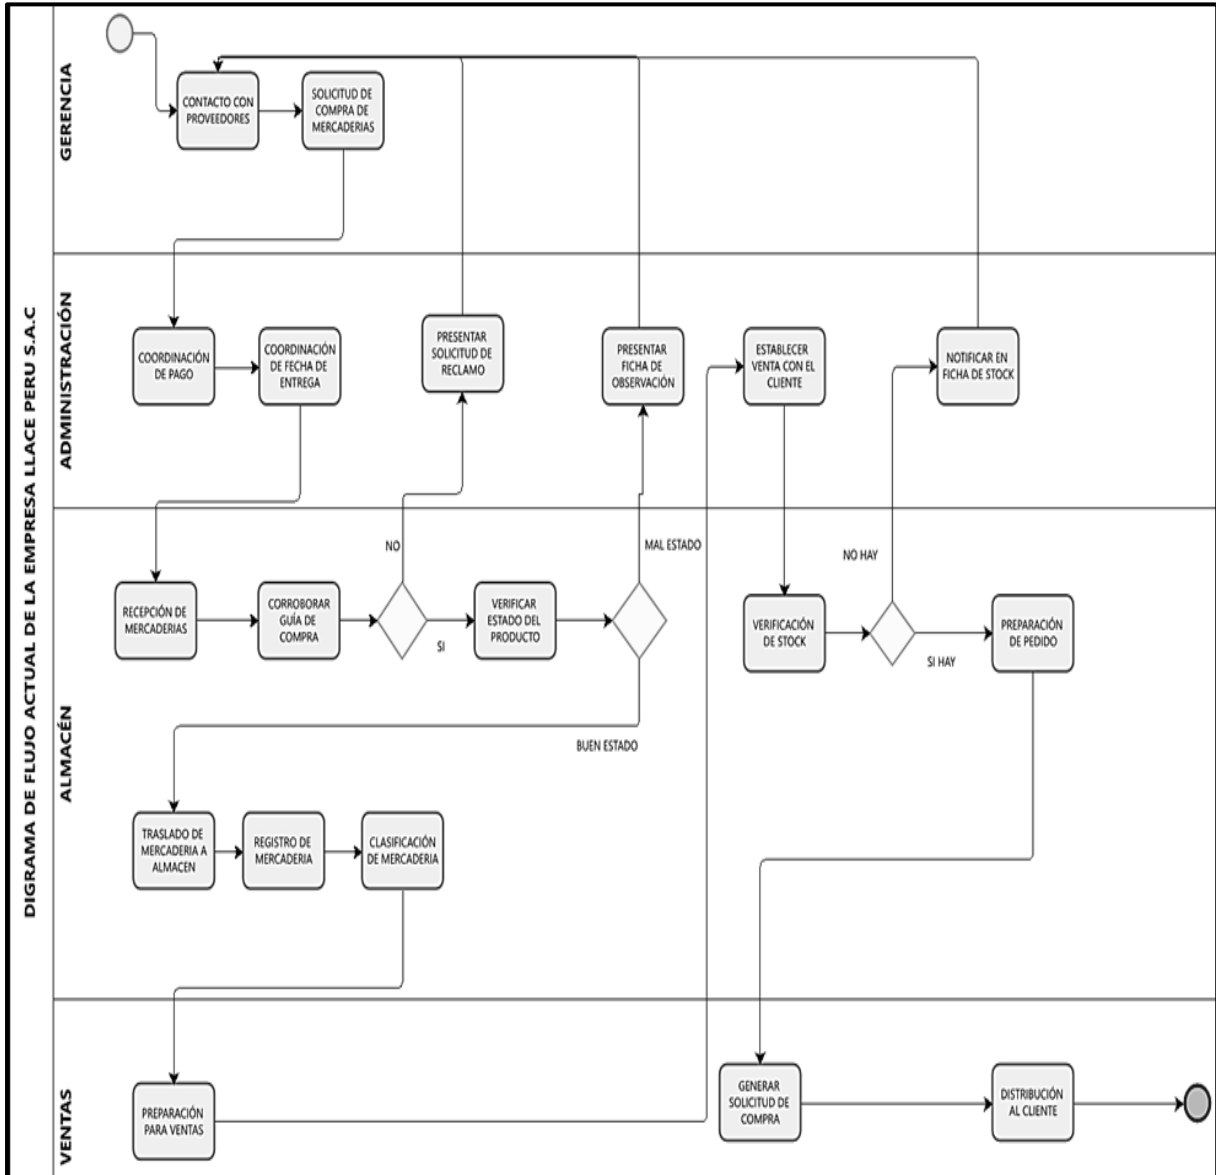 DIGRAMA DE FLUJO ACTUAL DE LA EMPRESA LLACE PERU S.A.C
GERENCIA
CONTACTO CON
PROVEEDORES
SOLICITUD DE
COMPRA DE
MERCADERIAS
ADMINISTRACIÓN
COORDINACIÓN
DE PAGO
COORDINACIÓN
DE FECHA DE
ENTREGA
PRESENTAR
SOLICITUD DE
RECLAMO
PRESENTAR
FICHA DE
OBSERVACIÓN
ESTABLECER
VENTA CON EL
CLIENTE
NOTIFICAR EN
FICHA DE STOCK
ALMACÉN
NO
MAL ESTADO
NO HAY
RECEPCIÓN DE
MERCADERIAS
CORROBORAR
GUÍA DE
COMPRA
SI
VERIFICAR
ESTADO DEL
PRODUCTO
VERIFICACIÓN
DE STOCK
SI HAY
PREPARACIÓN
DE PEDIDO
BUEN ESTADO
TRASLADO DE
MERCADERIA A
ALMACEN
REGISTRO DE
MERCADERIA
CLASIFICACIÓN
DE MERCADERIA
VENTAS
PREPARACIÓN
PARA VENTAS
GENERAR
SOLICITUD DE
COMPRA
DISTRIBUCIÓN
AL CLIENTE